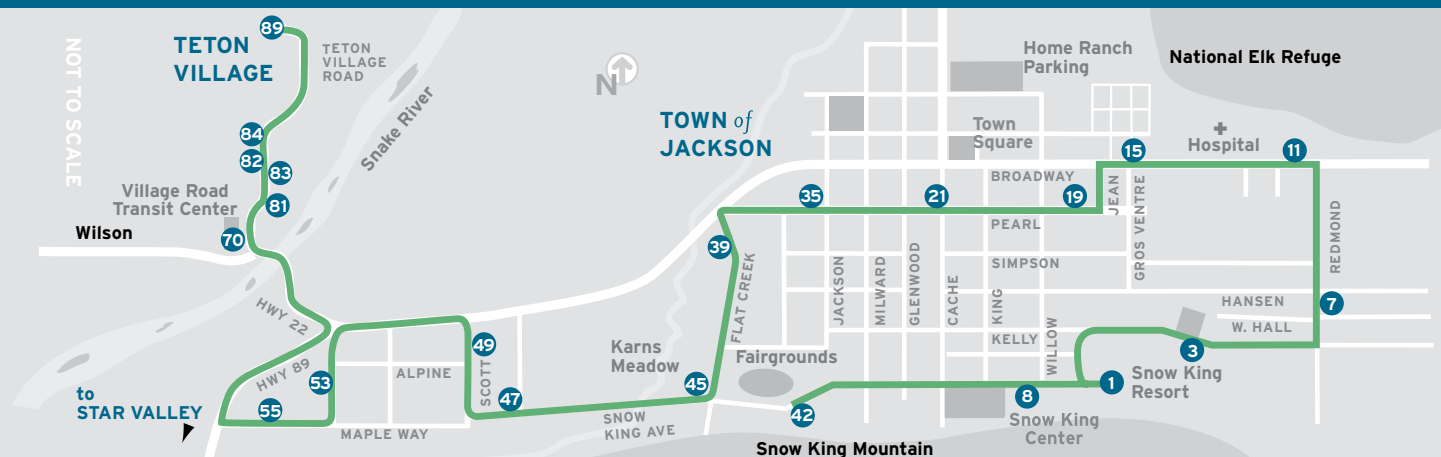 NOT TO SCALE
89
TETON
VILLAGE
TETON
VILLAGE
ROAD
N
84
82
83
81
Snake River
Village Road
Transit Center
70
Wilson
HWY 22
HWY 89
53
55
to
STAR VALLEY
ALPINE
MAPLE WAY
49
SCOTT
47
SNOW
KING AVE
Karns
Meadow
45
TOWN of
JACKSON
39
FLAT CREEK
35
21
19
15
11
Home Ranch
Parking
National Elk Refuge
Town
Square
Hospital
BROADWAY
PEARL
SIMPSON
KELLY
JACKSON
MILWARD
GLENWOOD
CACHE
KING
WILLOW
JEAN
GROS VENTRE
REDMOND
HANSEN
W. HALL
7
3
Snow King
Resort
1
8
Snow King
Center
Fairgrounds
42
Snow King Mountain